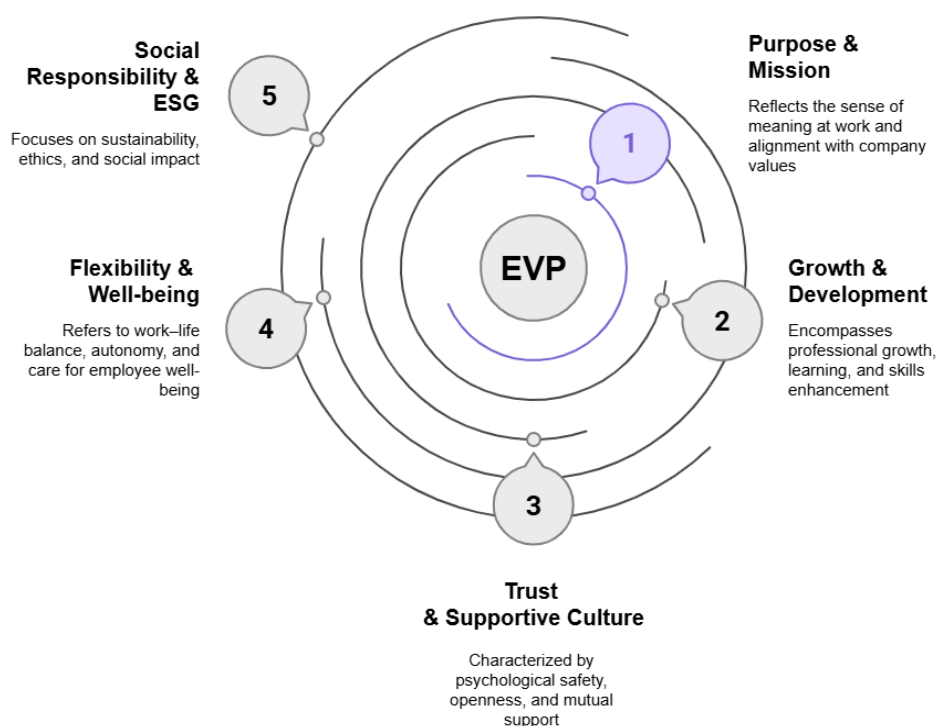 EVP
1
Purpose &
Mission
Reflects the sense of
meaning at work and
alignment with company
values
2
Growth &
Development
Encompasses
professional growth,
learning, and skills
enhancement
3
Trust
& Supportive Culture
Characterized by
psychological safety,
openness, and mutual
support
4
Flexibility &
Well-being
Refers to work–life
balance, autonomy, and
care for employee well-
being
5
Social
Responsibility &
ESG
Focuses on sustainability,
ethics, and social impact